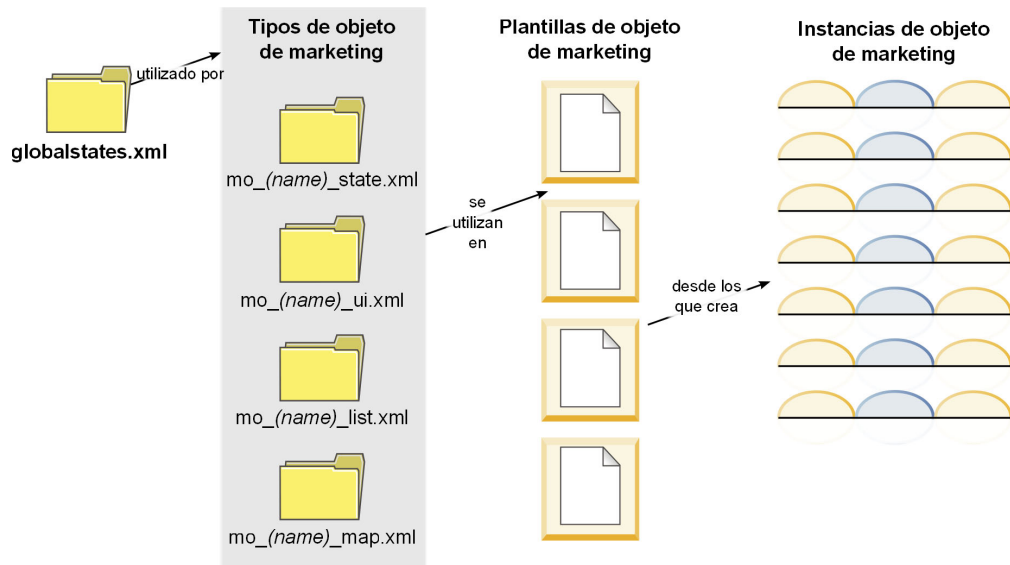 globalstates.xml
utilizado por
Tipos de objeto
de marketing
mo_(name)_state.xml
mo_(name)_ui.xml
mo_(name)_list.xml
mo_(name)_map.xml
se
utilizan
en
Plantillas de objeto
de marketing
desde los
que crea
Instancias de objeto
de marketing